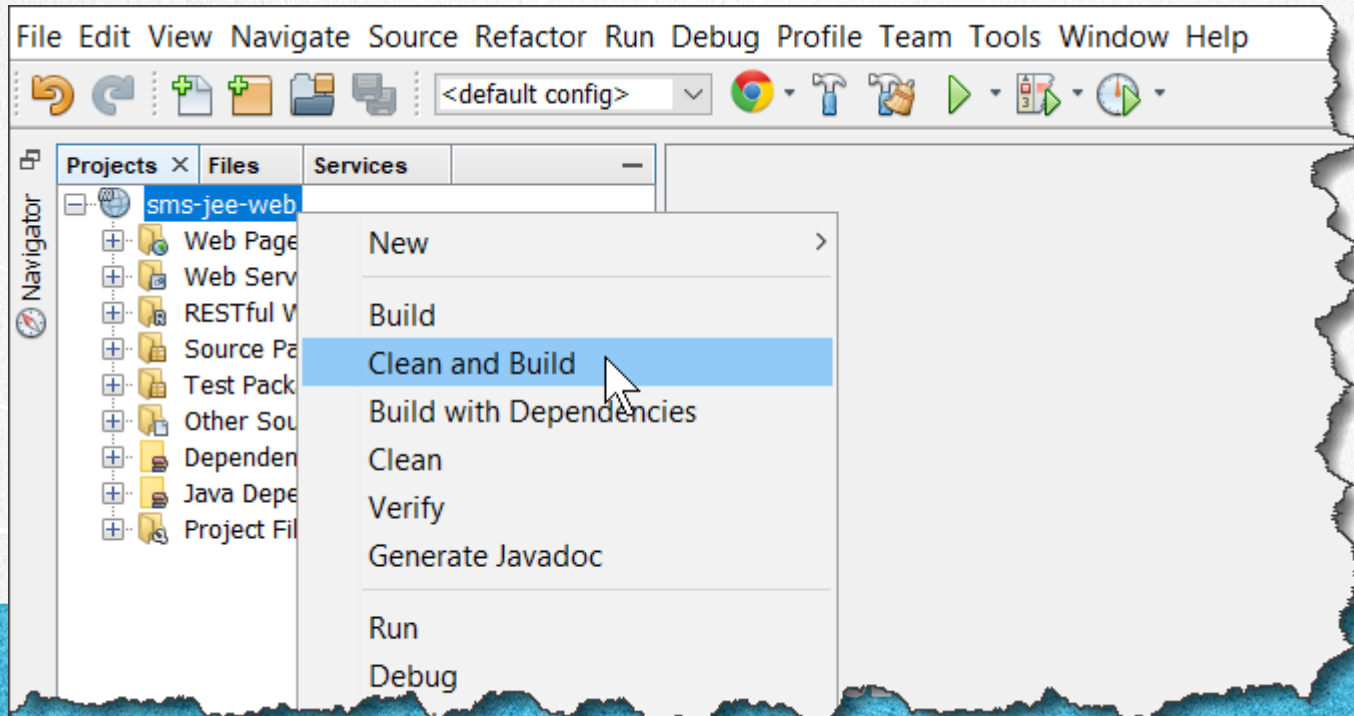 File Edit View Navigate Source Refactor Run Debug Profile Team Tools Window Help
<default config>
Projects Files Services
Navigator
sms-jee-web
Web Page
Web Serv
RESTful
Source Pa
Test Pack
Other Sou
Dependen
Java Depe
Project Fil
New
Build
Clean and Build
Build with Dependencies
Clean
Verify
Generate Javadoc
Run
Debug